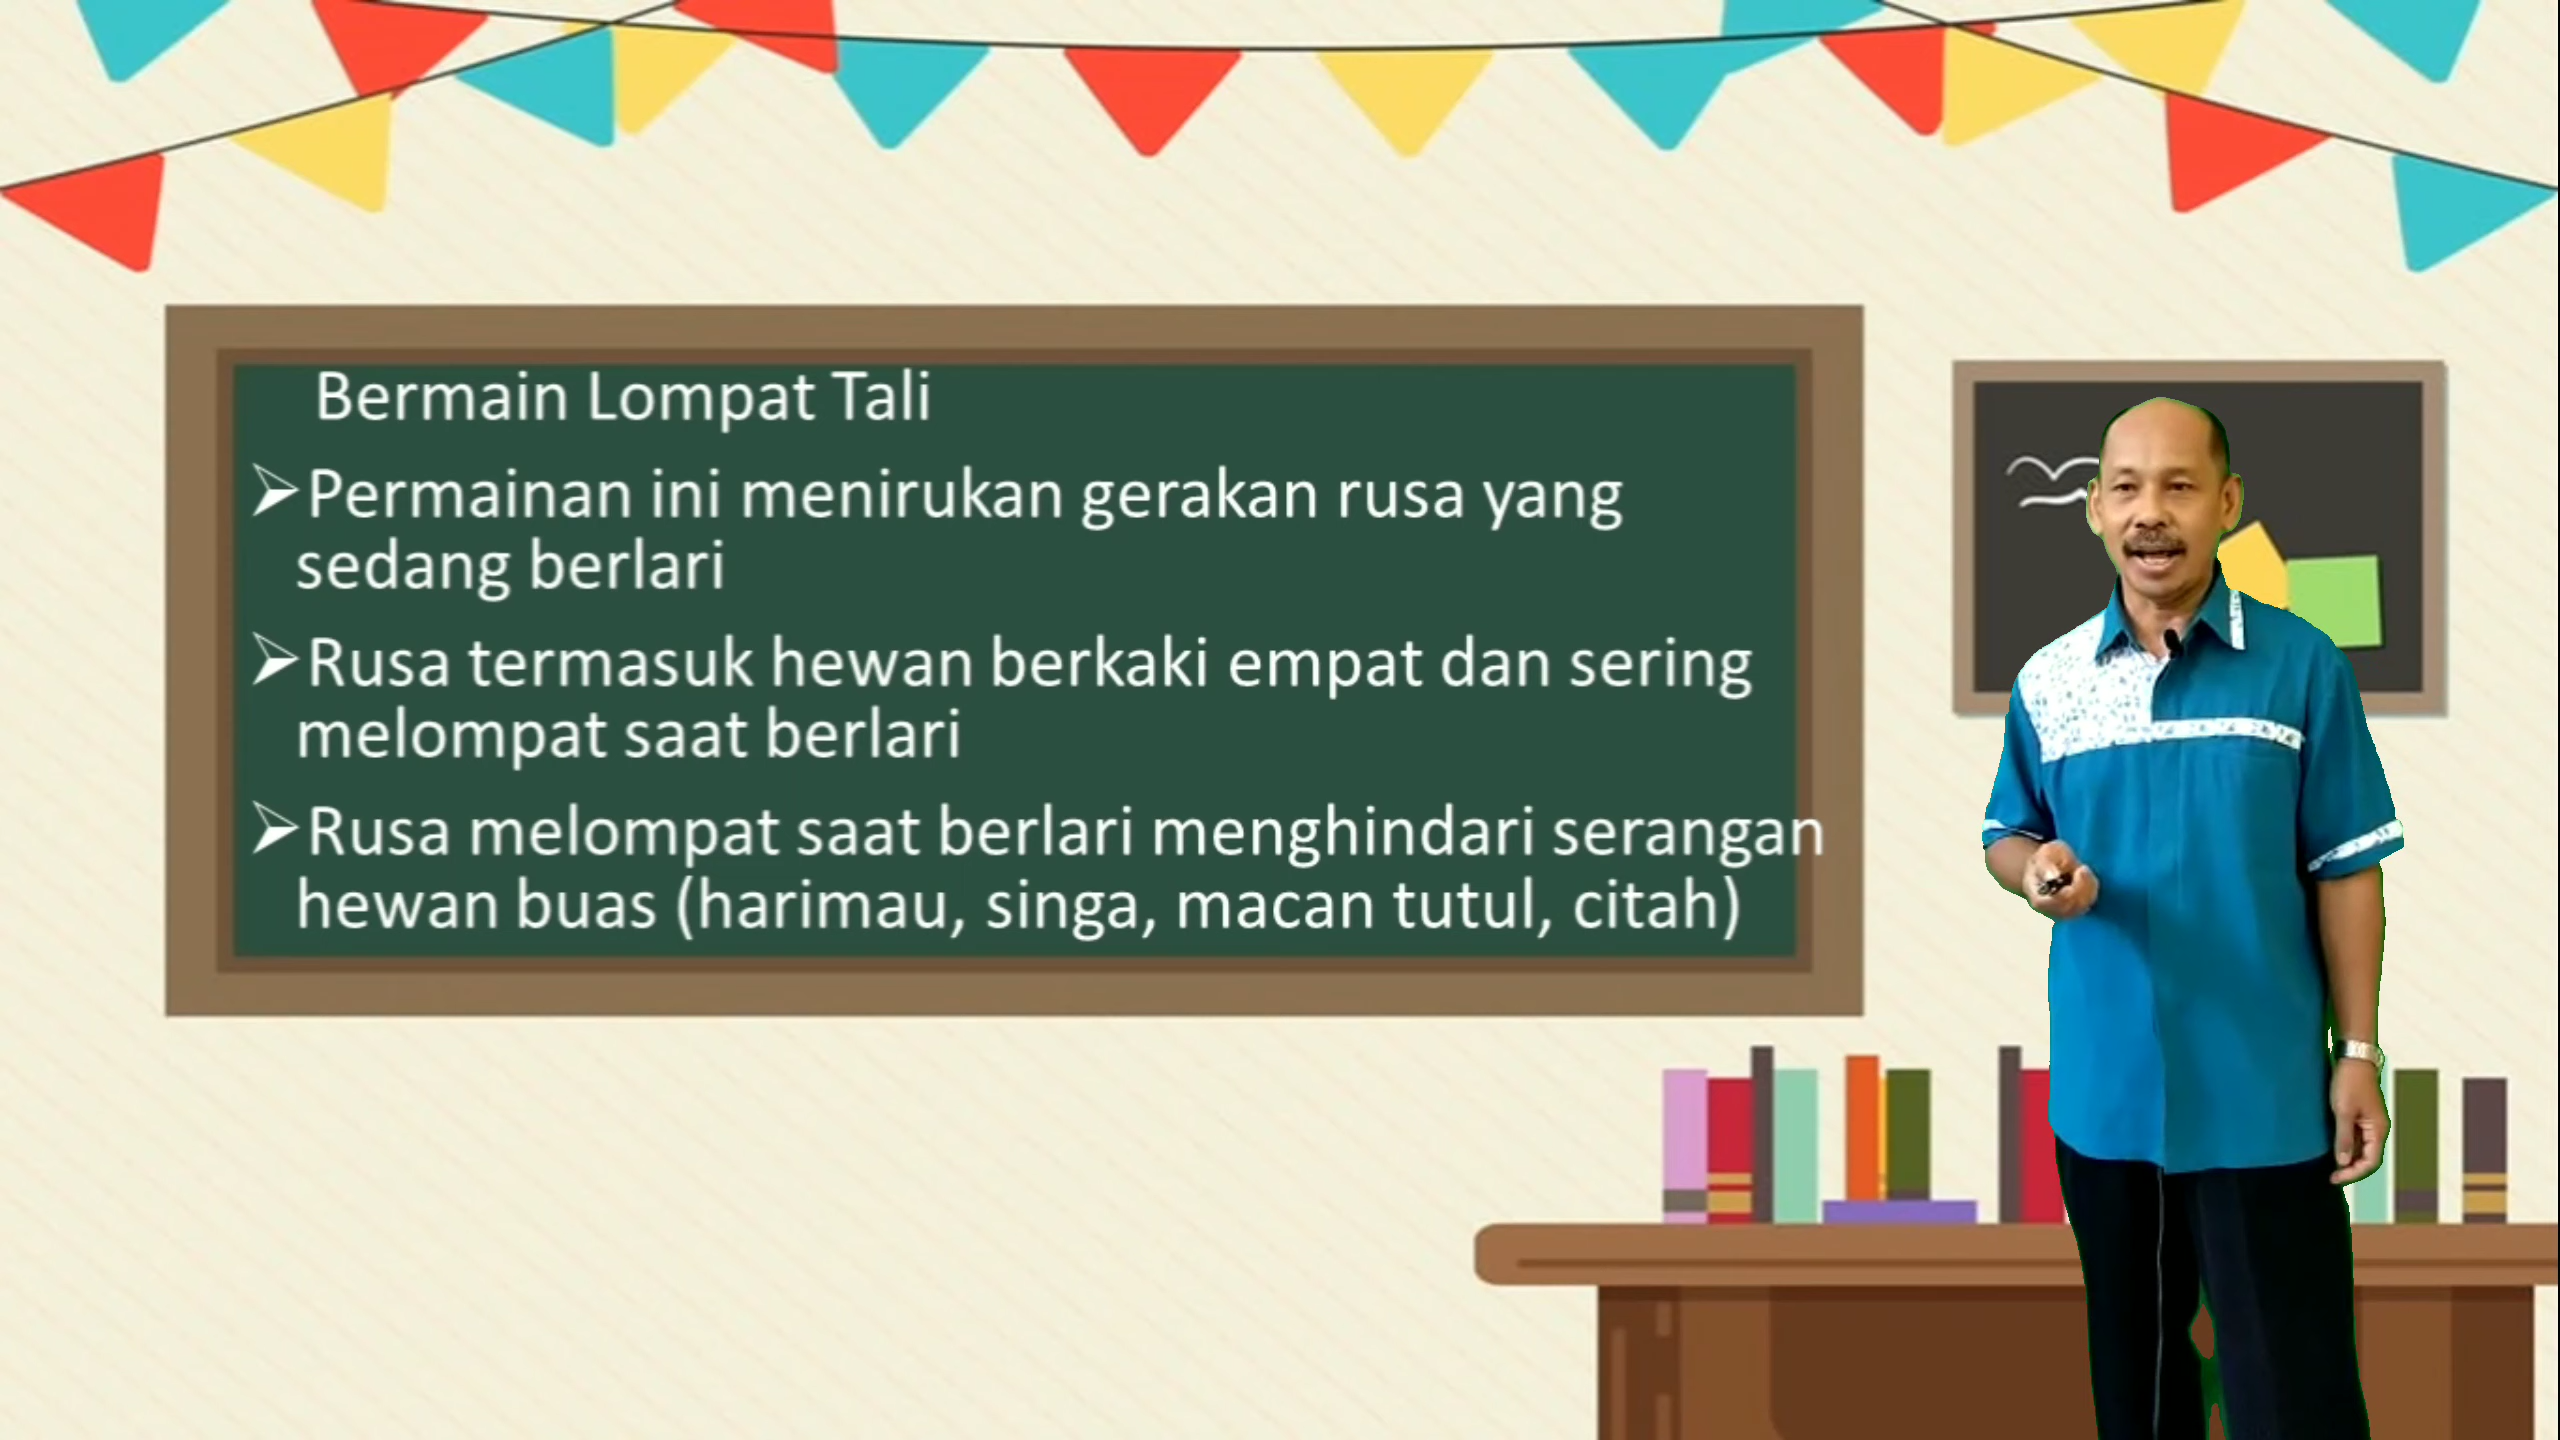 Bermain Lompat Tali
➢Permainan ini menirukan gerakan rusa yang
sedang berlari
➢Rusa termasuk hewan berkaki empat dan sering
melompat saat berlari
➢Rusa melompat saat berlari menghindari serangan
hewan buas (harimau, singa, macan tutul, citah)